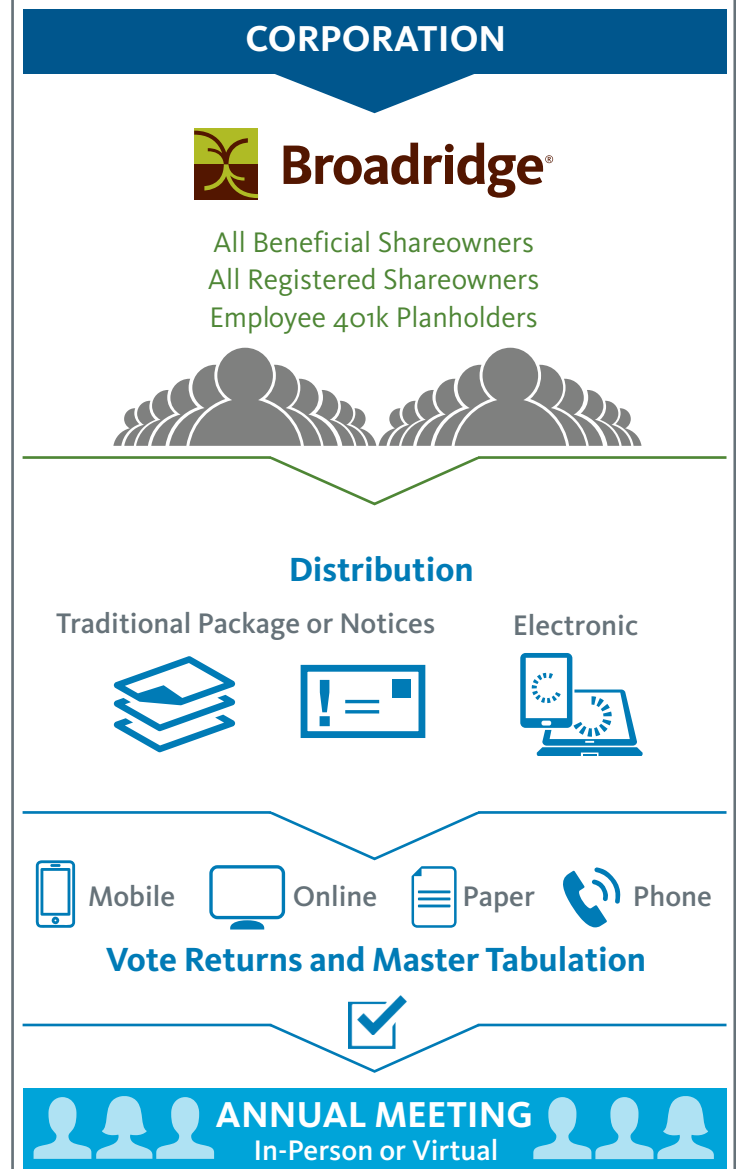 CORPORATION
Broadridge®
All Beneficial Shareowners
All Registered Shareowners
Employee 401k Planholders
Distribution
Traditional Package or Notices
Electronic
Mobile
Online
Paper
Phone
Vote Returns and Master Tabulation
ANNUAL MEETING
In-Person or Virtual